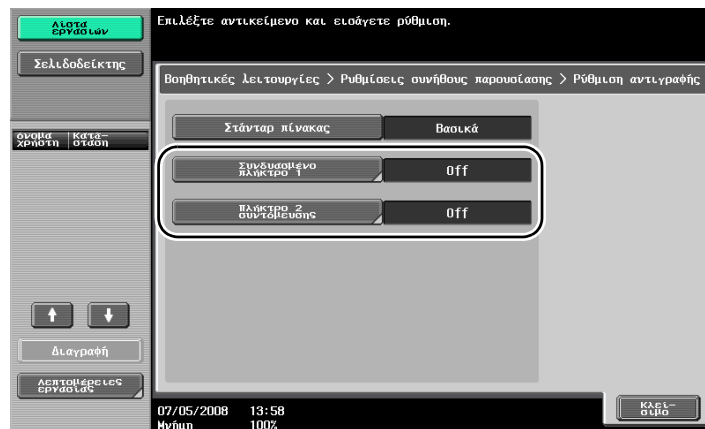 Λίστα
εργασιών
Επιλέξτε αντικείμενο και εισάγετε ρύθμιση.
Σελιδοδείκτης
Βοηθητικές λειτουργίες > Ρυθμίσεις συνήθους παρουσίασης > Ρύθμιση αντιγραφής
Στάνταρ πίνακας
Βασικά
όνομα
χρήστη
Κατά-
σταση
Συνδυασμένο
πλήκτρο 1
Off
Πλήκτρο 2
συντόμευσης
Off
Διαγραφή
Λεπτομέρειες
εργασίας
07/05/2008 13:58
Μνήμη 100%
Κλεί-
σιμο